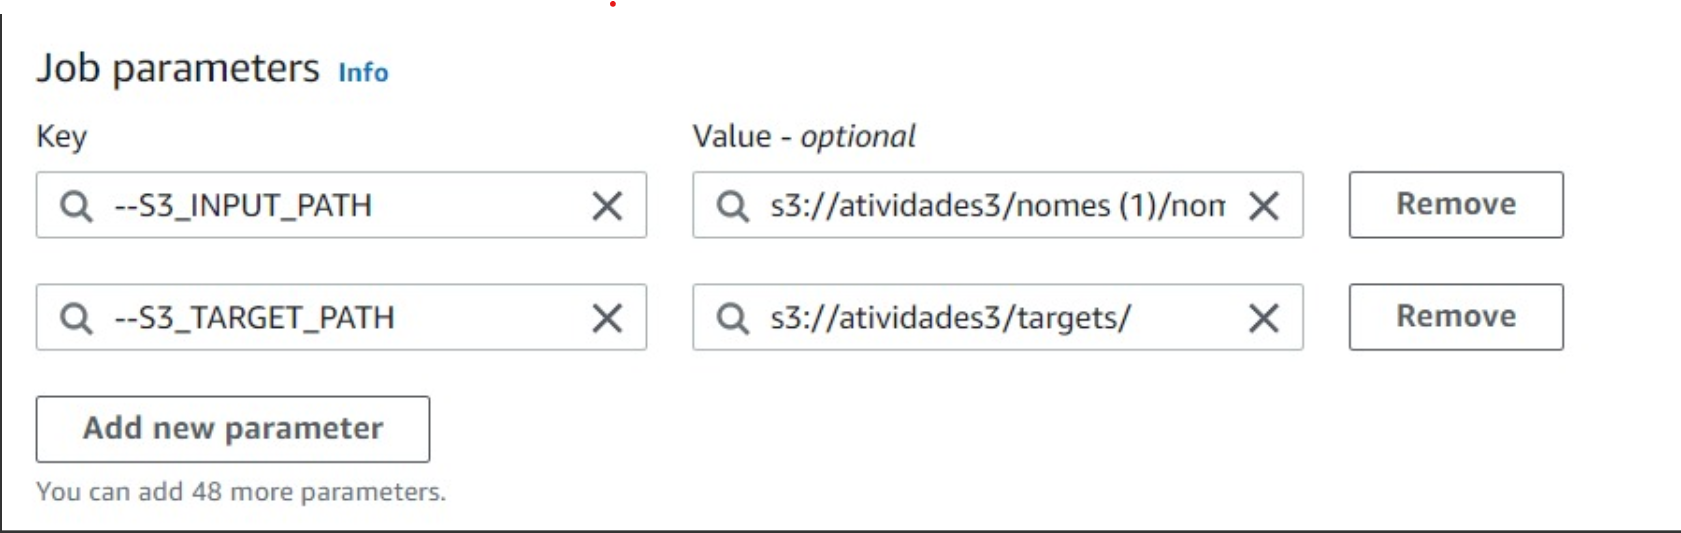 Job parameters Info
Key Value - optional
--S3_INPUT_PATH s3://atividades3/nomes (1)/nom Remove
--S3_TARGET_PATH s3://atividades3/targets/ Remove
Add new parameter
You can add 48 more parameters.